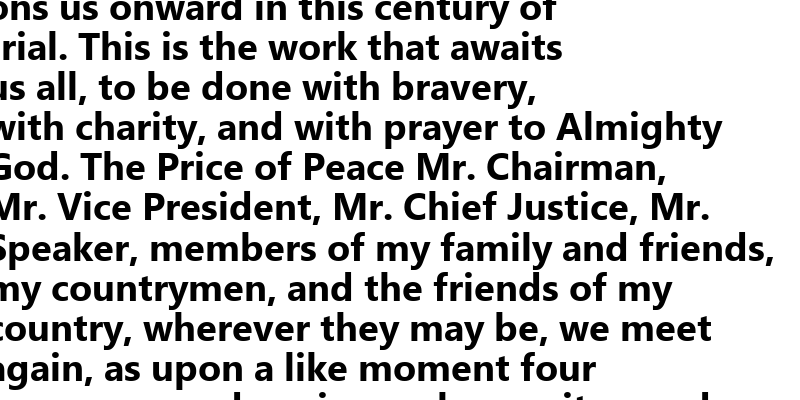 ons us onward in this century of
rial. This is the work that awaits
us all, to be done with bravery,
with charity, and with prayer to Almighty
God. The Price of Peace Mr. Chairman,
Mr. Vice President, Mr. Chief Justice, Mr.
Speaker, members of my family and friends,
my countrymen, and the friends of my
country, wherever they may be, we meet
again, as upon a like moment four